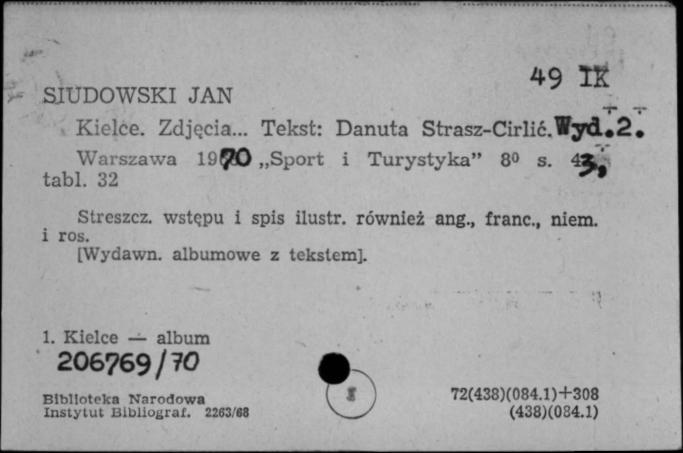 49 IK
SIUDOWSKI JAN
Kielce. Zdjęcia... Tekst: Danuta Strasz-Cirlić. Wyd. 2.
Warszawa 1970 „Sport i Turystyka” 8⁰ s. 43,
tabl. 32
Streszcz. wstępu i spis ilustr. również ang., franc., niem.
i ros.
[Wydawn. albumowe z tekstem].
1. Kielce — album
206769/70
Biblioteka Narodowa
Instytut Bibliograf. 2263/68
72(438)(084.1)+308
(438)(084.1)